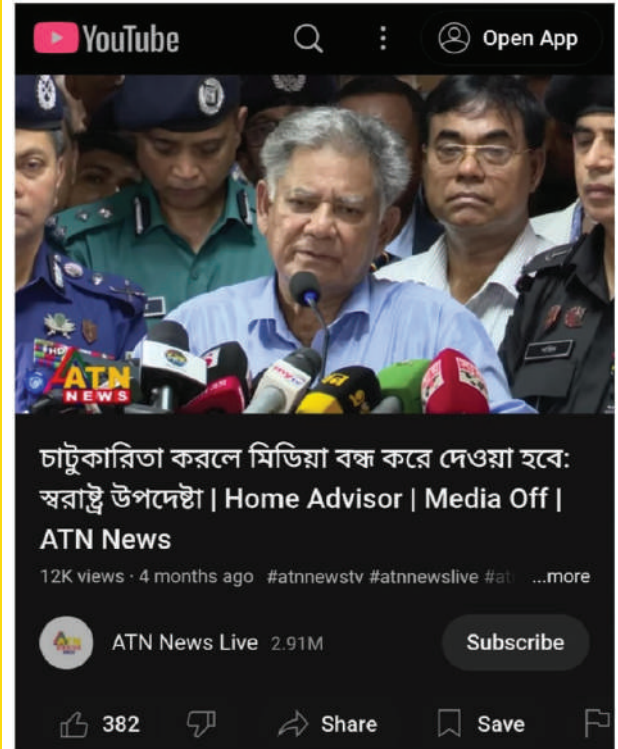 YouTube
Open App
ATN
NEWS
চাটুকারিতা করলে মিডিয়া বন্ধ করে দেওয়া হবে:
স্বরাষ্ট্র উপদেষ্টা | Home Advisor | Media Off |
ATN News
12K views · 4 months ago #atnnewstv #atnnewslive #at ...more
ATN News Live 2.91M
Subscribe
382
Share
Save